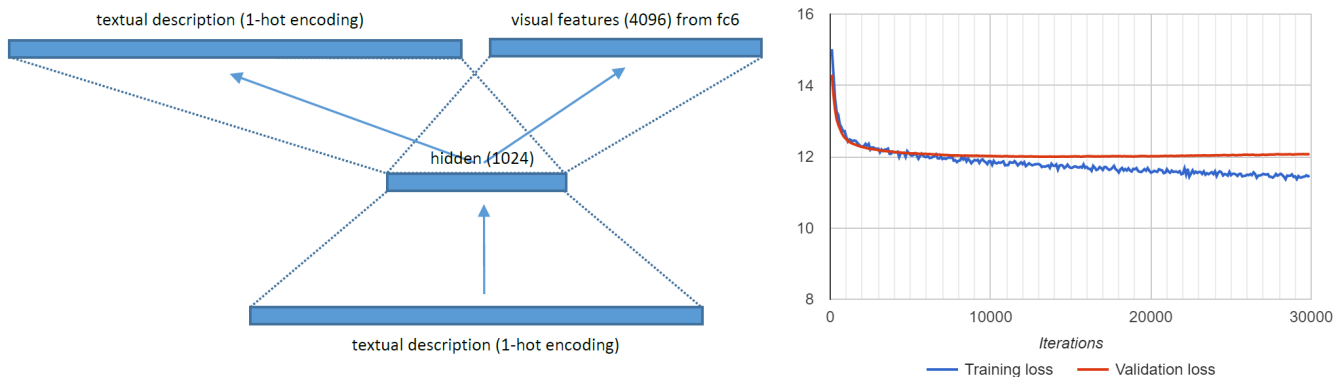 textual description (1-hot encoding)
visual features (4096) from fc6
hidden (1024)
textual description (1-hot encoding)
16
14
12
10
8
0
10000
20000
30000
Iterations
Training loss
Validation loss